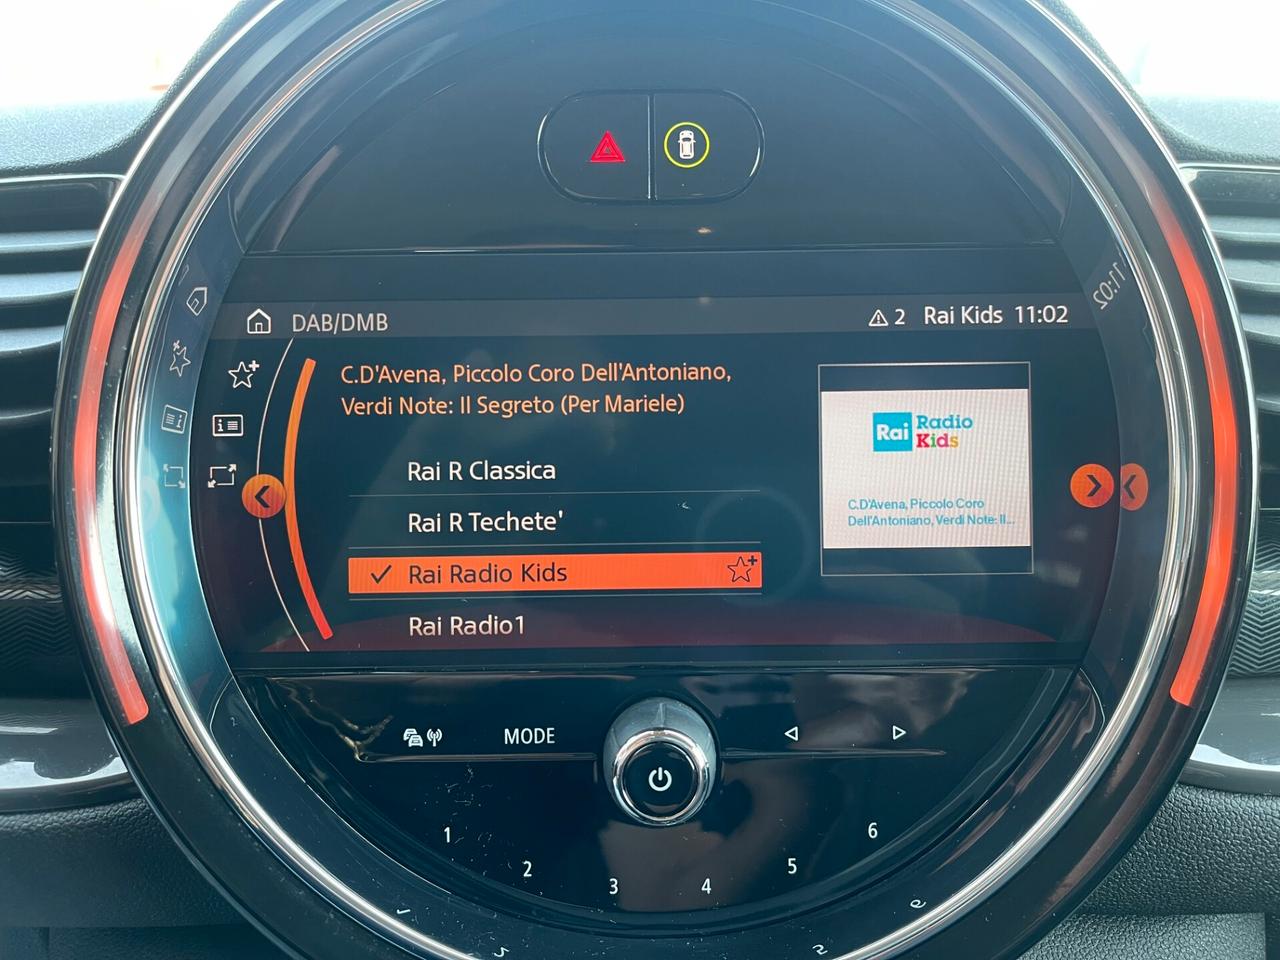 DAB/DMB
2 Rai Kids 11:02
11:02
C.D'Avena, Piccolo Coro Dell'Antoniano,
Verdi Note: Il Segreto (Per Mariele)
Rai Radio
Kids
C.D'Avena, Piccolo Coro
Dell'Antoniano, Verdi Note: Il...
Rai R Classica
Rai R Techete'
Rai Radio Kids
Rai Radio1
MODE
1
2
3
4
5
6